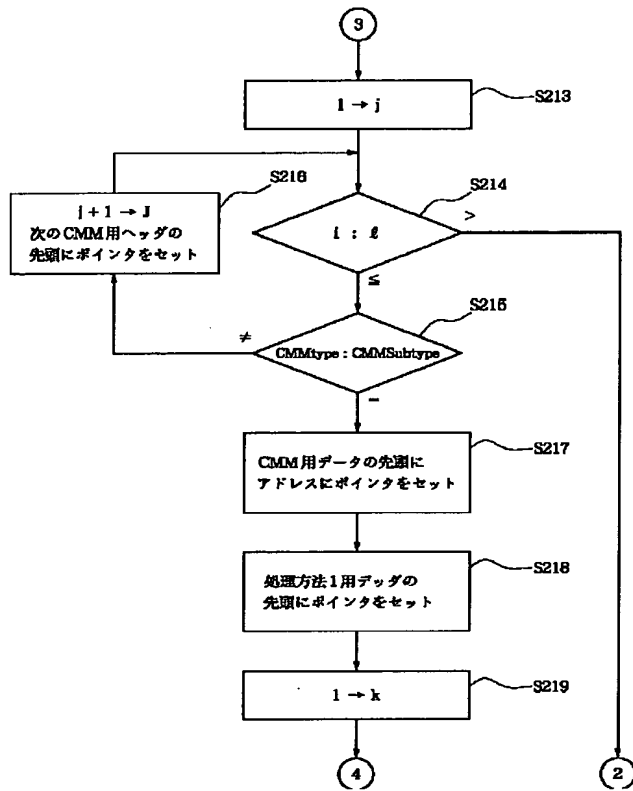 3
1 → j
S213
S216
j + 1 → J
次のCMM用ヘッダの
先頭にポインタをセット
S214
i : ℓ
>
≦
S215
≠
CMMtype : CMMSubtype
=
S217
CMM用データの先頭に
アドレスにポインタをセット
S218
処理方法1用デッダの
先頭にポインタをセット
S219
1 → k
4
2